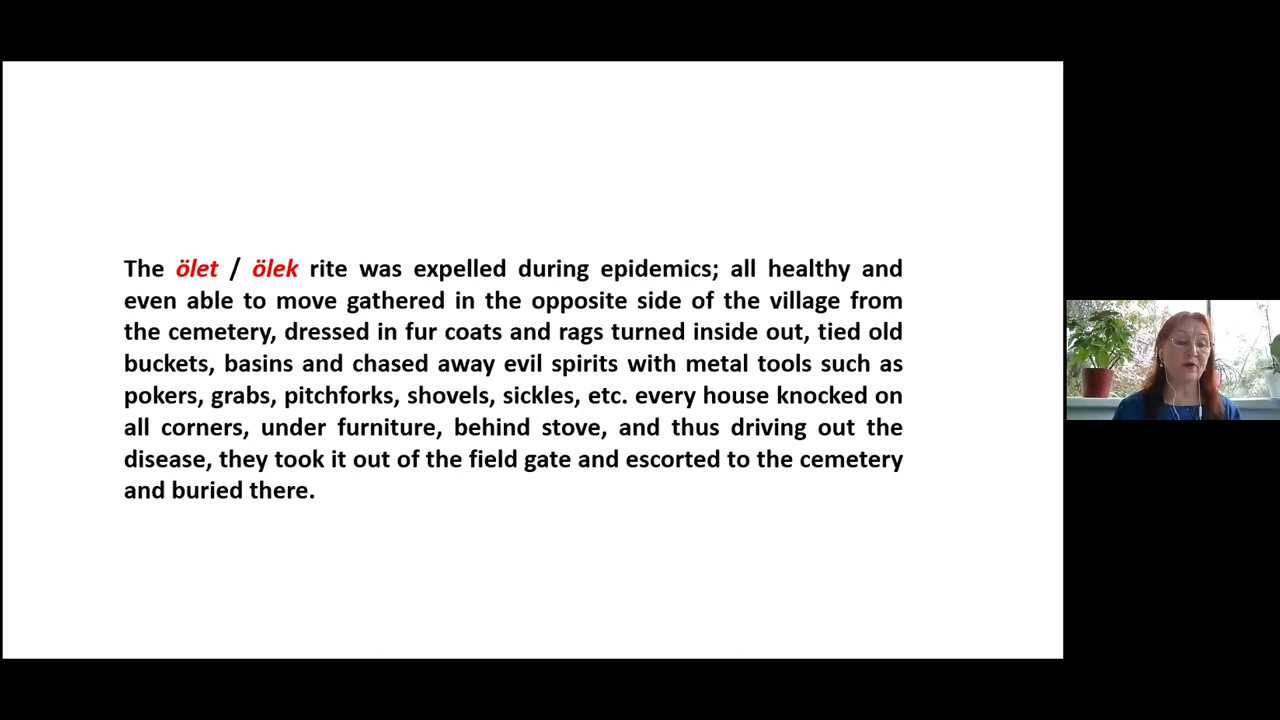 The ölet / ölek rite was expelled during epidemics; all healthy and
even able to move gathered in the opposite side of the village from
the cemetery, dressed in fur coats and rags turned inside out, tied old
buckets, basins and chased away evil spirits with metal tools such as
pokers, grabs, pitchforks, shovels, sickles, etc. every house knocked on
all corners, under furniture, behind stove, and thus driving out the
disease, they took it out of the field gate and escorted to the cemetery
and buried there.